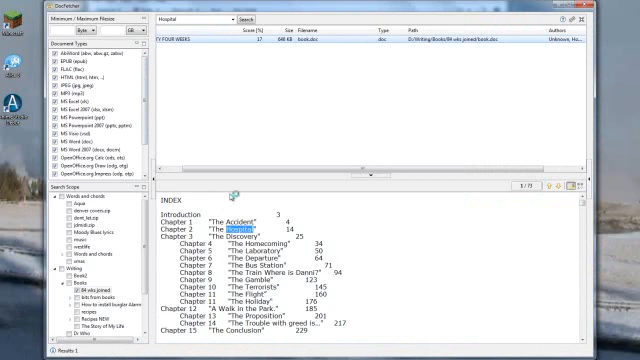 DocFetcher
Minimum / Maximum Filesize
Byte
GB
Document Types
AbiWord (abw, abw.gz, zabw)
EPUB (epub)
FLAC (flac)
HTML (html, htm, ..)
JPEG (jpg, jpeg)
MP3 (mp3)
MS Excel (xls)
MS Excel 2007 (xlsx, xlsm)
MS Powerpoint (ppt)
MS Powerpoint 2007 (pptx, pptm)
MS Visio (vsd)
MS Word (doc)
MS Word 2007 (docx, docm)
OpenOffice.org Calc (ods, ots)
OpenOffice.org Draw (odg, otg)
OpenOffice.org Impress (odp, otp)
Search Scope
Words and chords
Aqua
denver covers.zip
dont_let.zip
jdmidi.zip
Moody Blues lyrics
music
westlife
Words and chords
Writing
Book2
Books
84 wks joined
bits from books
How to install burglar Alarm
recipes
Recipes NEW
The Story of My Life
Dr Who
Results: 1
Hospital
Search
Score [%]
Size
Filename
Type
Path
Authors
TY FOUR WEEKS
17
648 KB
book.doc
doc
D:/Writing/Books/84 wks joined/book.doc
Unknown, Ho...
1 / 73
INDEX
Introduction 3
Chapter 1 "The Accident" 4
Chapter 2 "The Hospital" 14
Chapter 3 "The Discovery" 25
Chapter 4 "The Homecoming" 34
Chapter 5 "The Laboratory" 50
Chapter 6 "The Departure" 64
Chapter 7 "The Bus Station" 71
Chapter 8 "The Train Where is Danni?" 94
Chapter 9 "The Gamble" 123
Chapter 10 "The Terrorists" 145
Chapter 11 "The Flight" 160
Chapter 11 "The Holiday" 176
Chapter 12 "A Walk in the Park." 185
Chapter 13 "The Proposition" 201
Chapter 14 "The Trouble with greed is..." 217
Chapter 15 "The Conclusion" 229